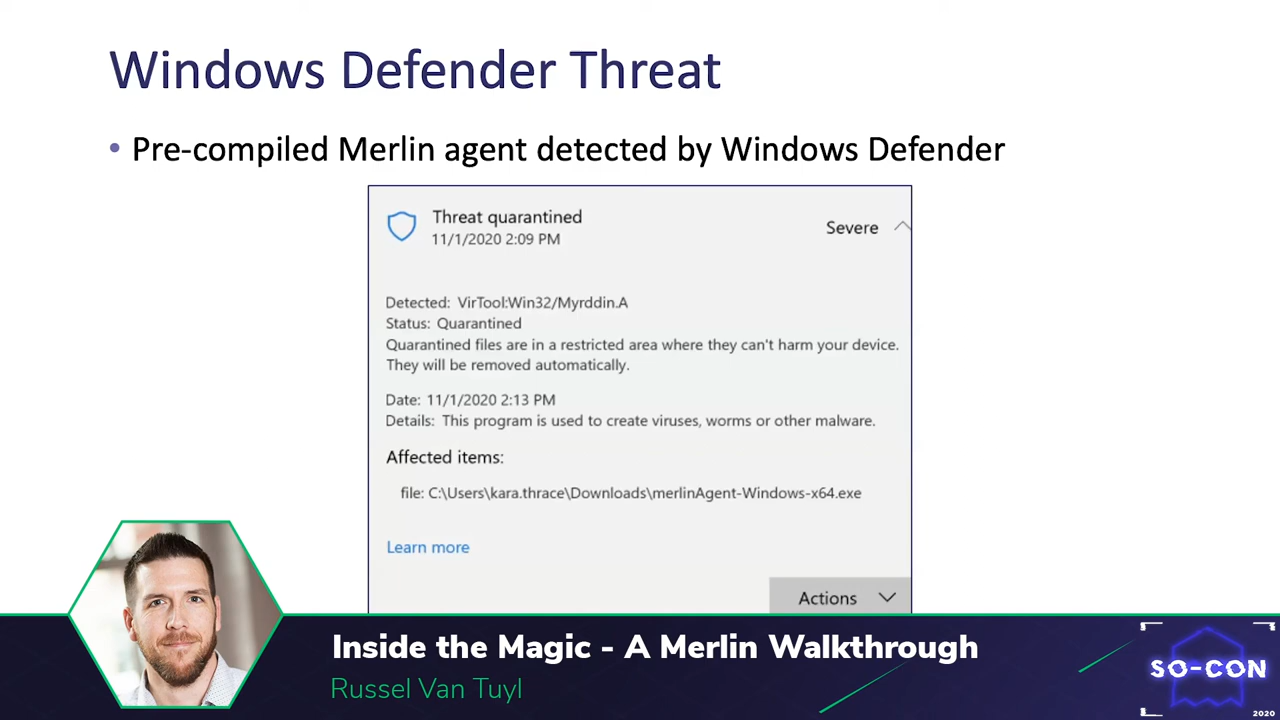 Windows Defender Threat
• Pre-compiled Merlin agent detected by Windows Defender
Threat quarantined
11/1/2020 2:09 PM
Severe
Detected: VirTool:Win32/Myrddin.A
Status: Quarantined
Quarantined files are in a restricted area where they can't harm your device.
They will be removed automatically.
Date: 11/1/2020 2:13 PM
Details: This program is used to create viruses, worms or other malware.
Affected items:
file: C:\Users\kara.thrace\Downloads\merlinAgent-Windows-x64.exe
Learn more
Actions
Inside the Magic - A Merlin Walkthrough
Russel Van Tuyl
SO-CON
2020